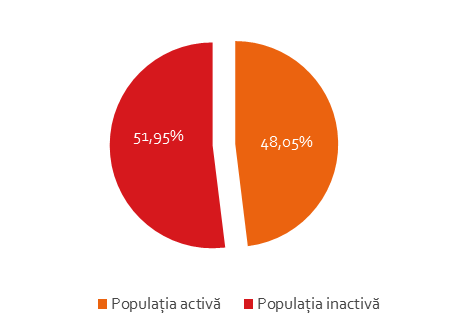 51,95%
48,05%
Populația activă
Populația inactivă